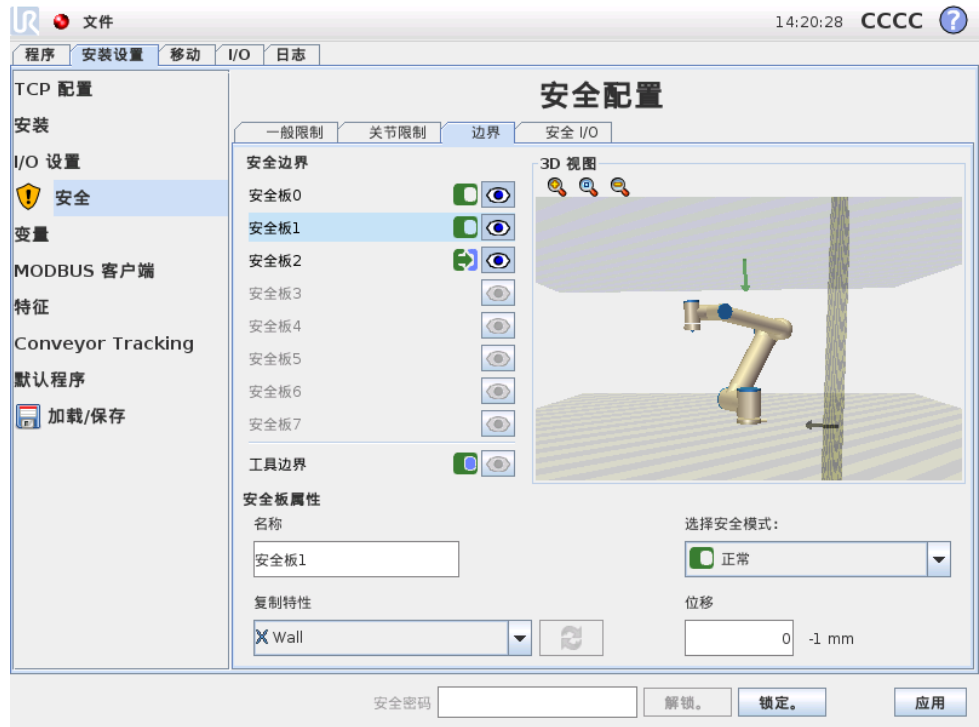 UR 文件 14:20:28 CCCC ?
程序 安装设置 移动 I/O 日志
TCP 配置
安装
I/O 设置
安全
变量
MODBUS 客户端
特征
Conveyor Tracking
默认程序
加载/保存
安全配置
一般限制 关节限制 边界 安全 I/O
安全边界
安全板0
安全板1
安全板2
安全板3
安全板4
安全板5
安全板6
安全板7
工具边界
3D 视图
安全板属性
名称
安全板1
选择安全模式:
正常
复制特性
Wall
位移
0 -1 mm
安全密码 解锁。 锁定。 应用